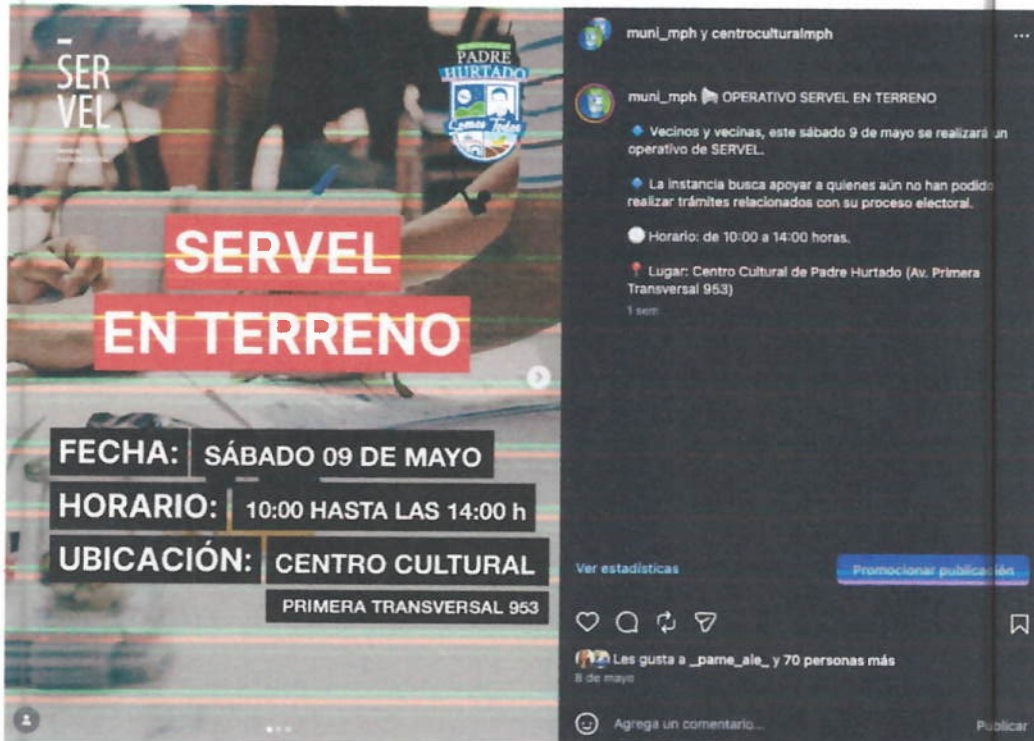 SER
VEL
PADRE
HURTADO
Somos Todos
SERVEL
EN TERRENO
FECHA: SÁBADO 09 DE MAYO
HORARIO: 10:00 HASTA LAS 14:00 h
UBICACIÓN: CENTRO CULTURAL
PRIMERA TRANSVERSAL 953
muni_mph y centroculturalmph
muni_mph OPERATIVO SERVEL EN TERRENO
Vecinos y vecinas, este sábado 9 de mayo se realizará un
operativo de SERVEL.
La instancia busca apoyar a quienes aún no han podido
realizar trámites relacionados con su proceso electoral.
Horario: de 10:00 a 14:00 horas.
Lugar: Centro Cultural de Padre Hurtado (Av. Primera
Transversal 953)
1 sem
Ver estadísticas
Promocionar publicación
Les gusta a _pame_ale_ y 70 personas más
8 de mayo
Agrega un comentario...
Publicar